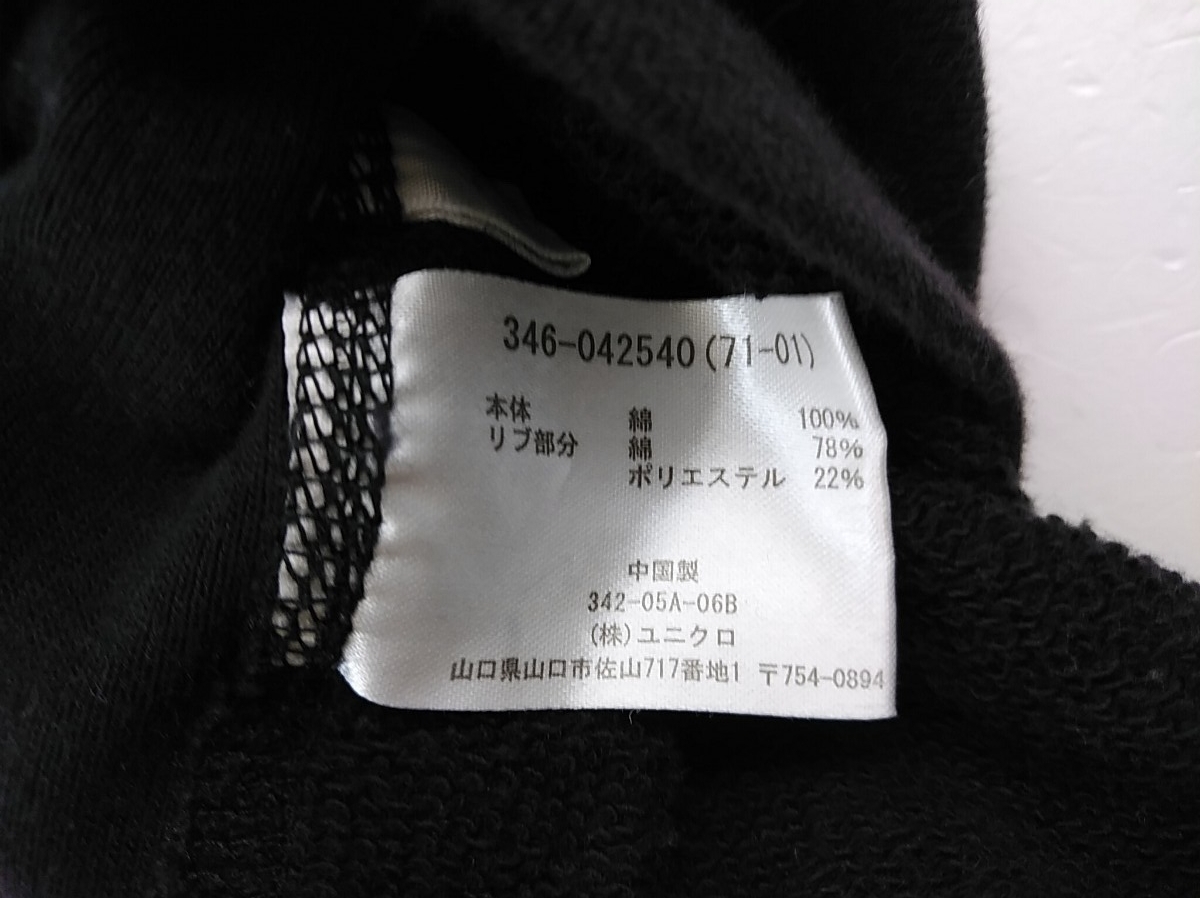 346-042540(71-01)
本体 綿 100%
リブ部分 綿 78%
ポリエステル 22%
中国製
342-05A-06B
(株)ユニクロ
山口県山口市佐山717番地1 〒754-0894